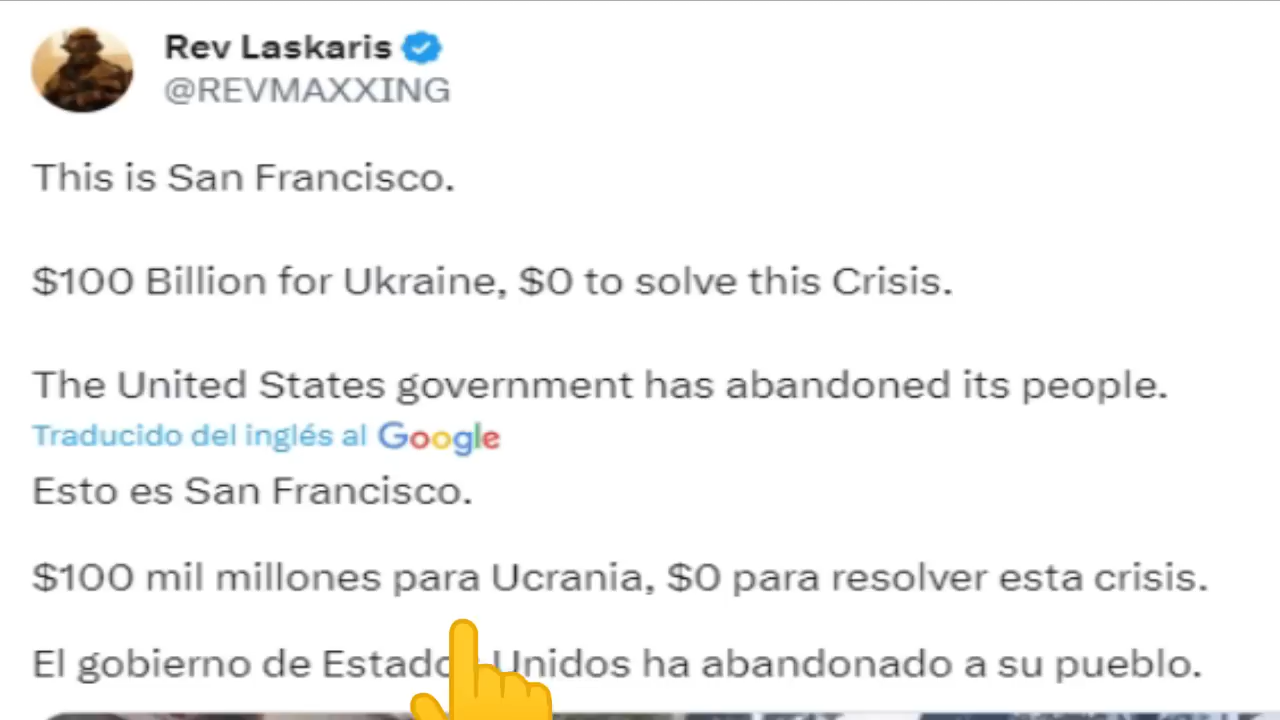 Rev Laskaris
@REVMAXXING
This is San Francisco.
$100 Billion for Ukraine, $0 to solve this Crisis.
The United States government has abandoned its people.
Traducido del inglés al Google
Esto es San Francisco.
$100 mil millones para Ucrania, $0 para resolver esta crisis.
El gobierno de Estado Unidos ha abandonado a su pueblo.